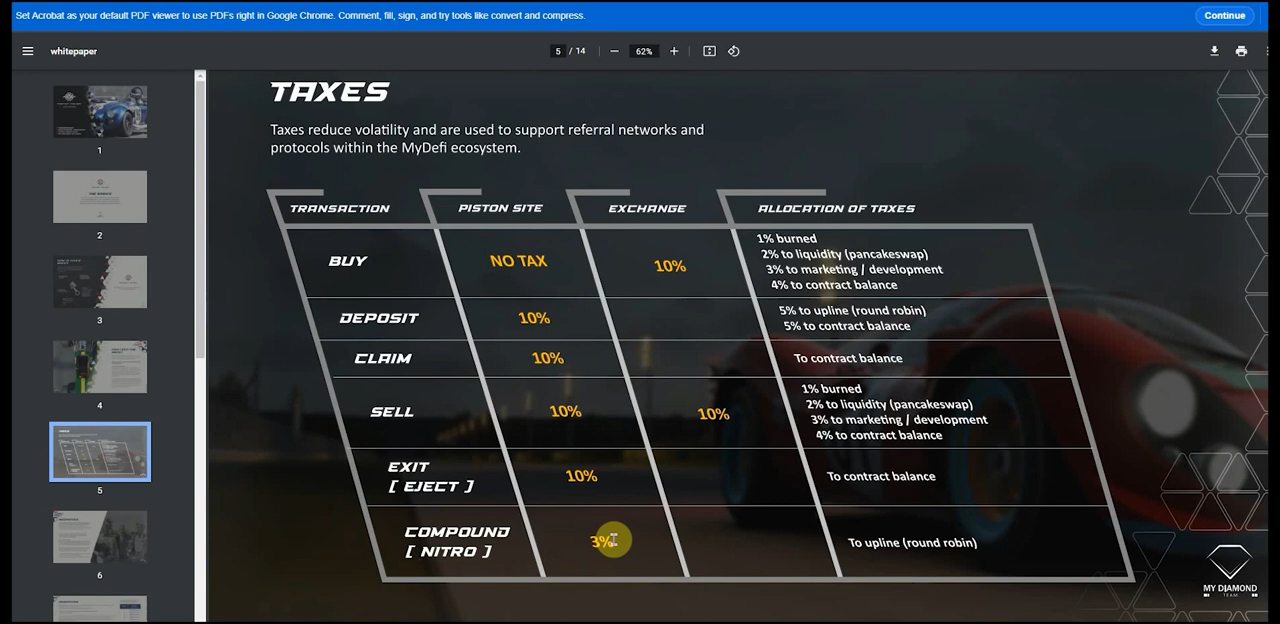 Set Acrobat as your default PDF viewer to use PDFs right in Google Chrome. Comment, fill, sign, and try tools like convert and compress.
Continue
whitepaper
5 / 14
62%
TAXES
Taxes reduce volatility and are used to support referral networks and
protocols within the MyDefi ecosystem.
TRANSACTION PISTON SITE EXCHANGE ALLOCATION OF TAXES
BUY NO TAX 10%
1% burned
2% to liquidity (pancakeswap)
3% to marketing / development
4% to contract balance
DEPOSIT 10%
5% to upline (round robin)
5% to contract balance
CLAIM 10% To contract balance
SELL 10% 10%
1% burned
2% to liquidity (pancakeswap)
3% to marketing / development
4% to contract balance
EXIT
[ EJECT ]
10% To contract balance
COMPOUND
[ NITRO ]
3% To upline (round robin)
MY DIAMOND
TEAM
1
2
3
4
5
6